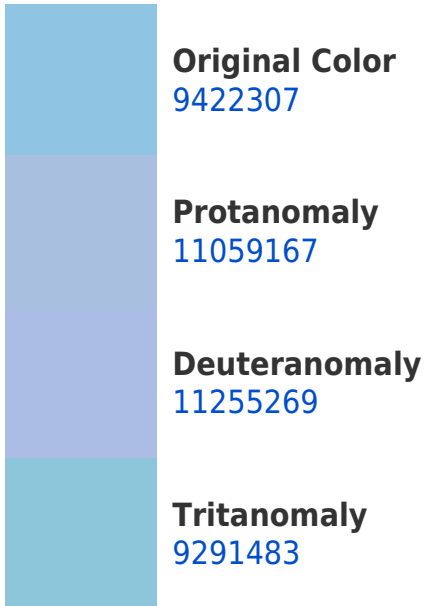 Original Color
9422307
Protanomaly
11059167
Deuteranomaly
11255269
Tritanomaly
9291483